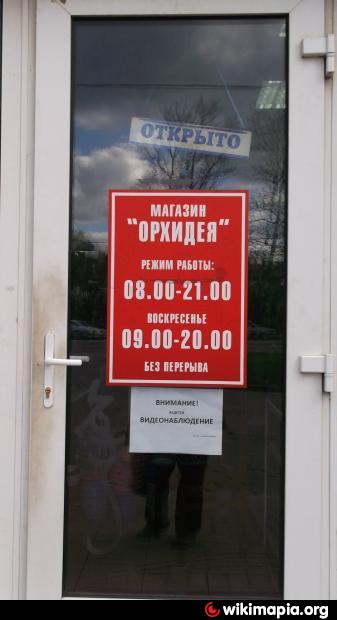 ОТКРЫТО
МАГАЗИН
"ОРХИДЕЯ"
РЕЖИМ РАБОТЫ:
08.00-21.00
ВОСКРЕСЕНЬЕ
09.00-20.00
БЕЗ ПЕРЕРЫВА
ВНИМАНИЕ!
ВЕДЕТСЯ
ВИДЕОНАБЛЮДЕНИЕ
wikimapia.org